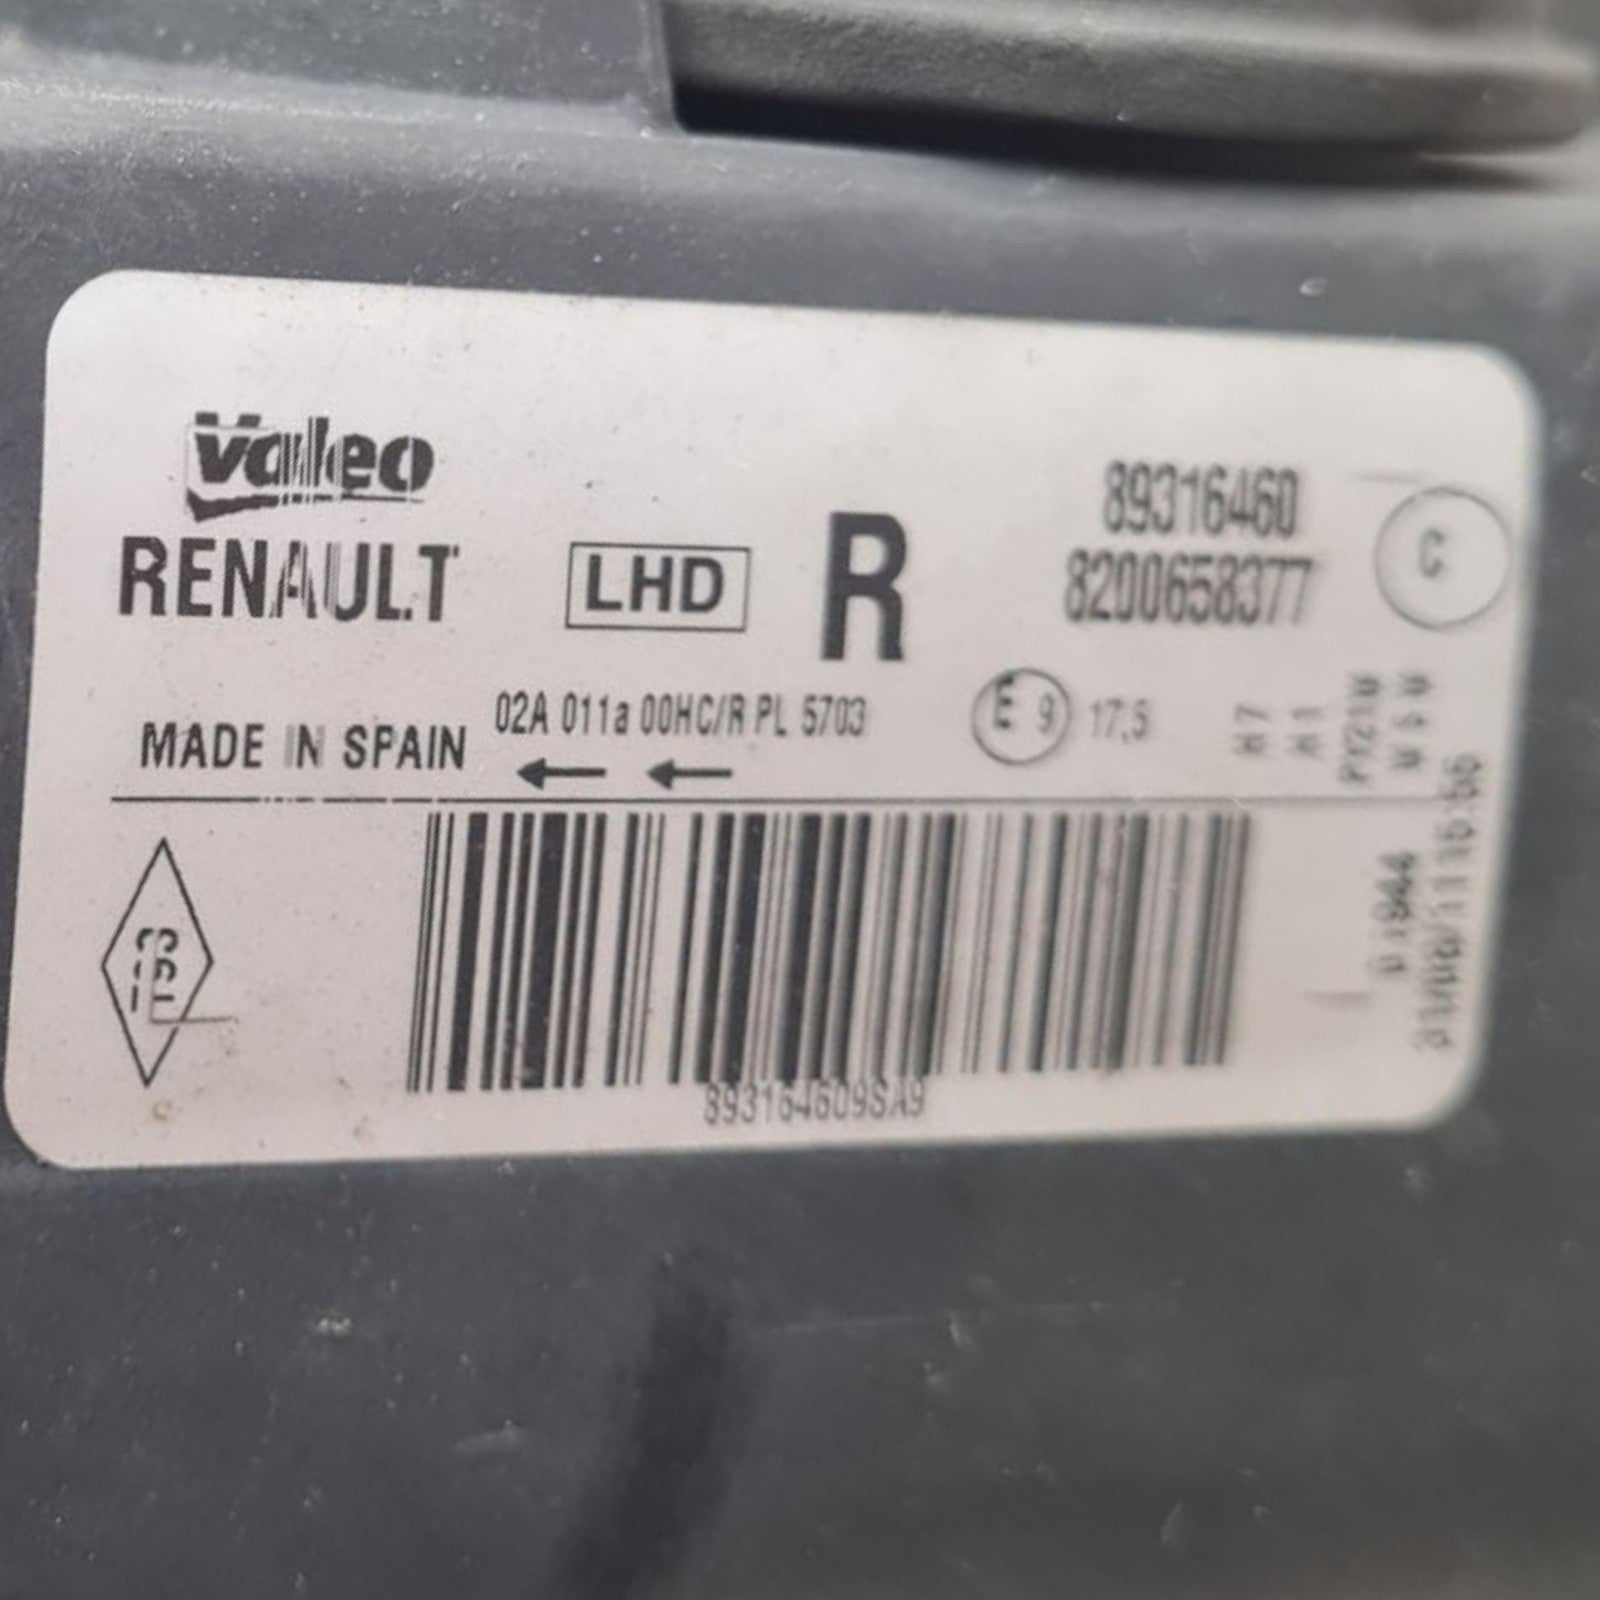 Valeo
RENAULT
LHD
R
89316460
8200658377
C
MADE IN SPAIN
02A 011a 00HC/R PL 5703
E 9
17,5
H7
H1
PY21W
W5W
893164609SA9